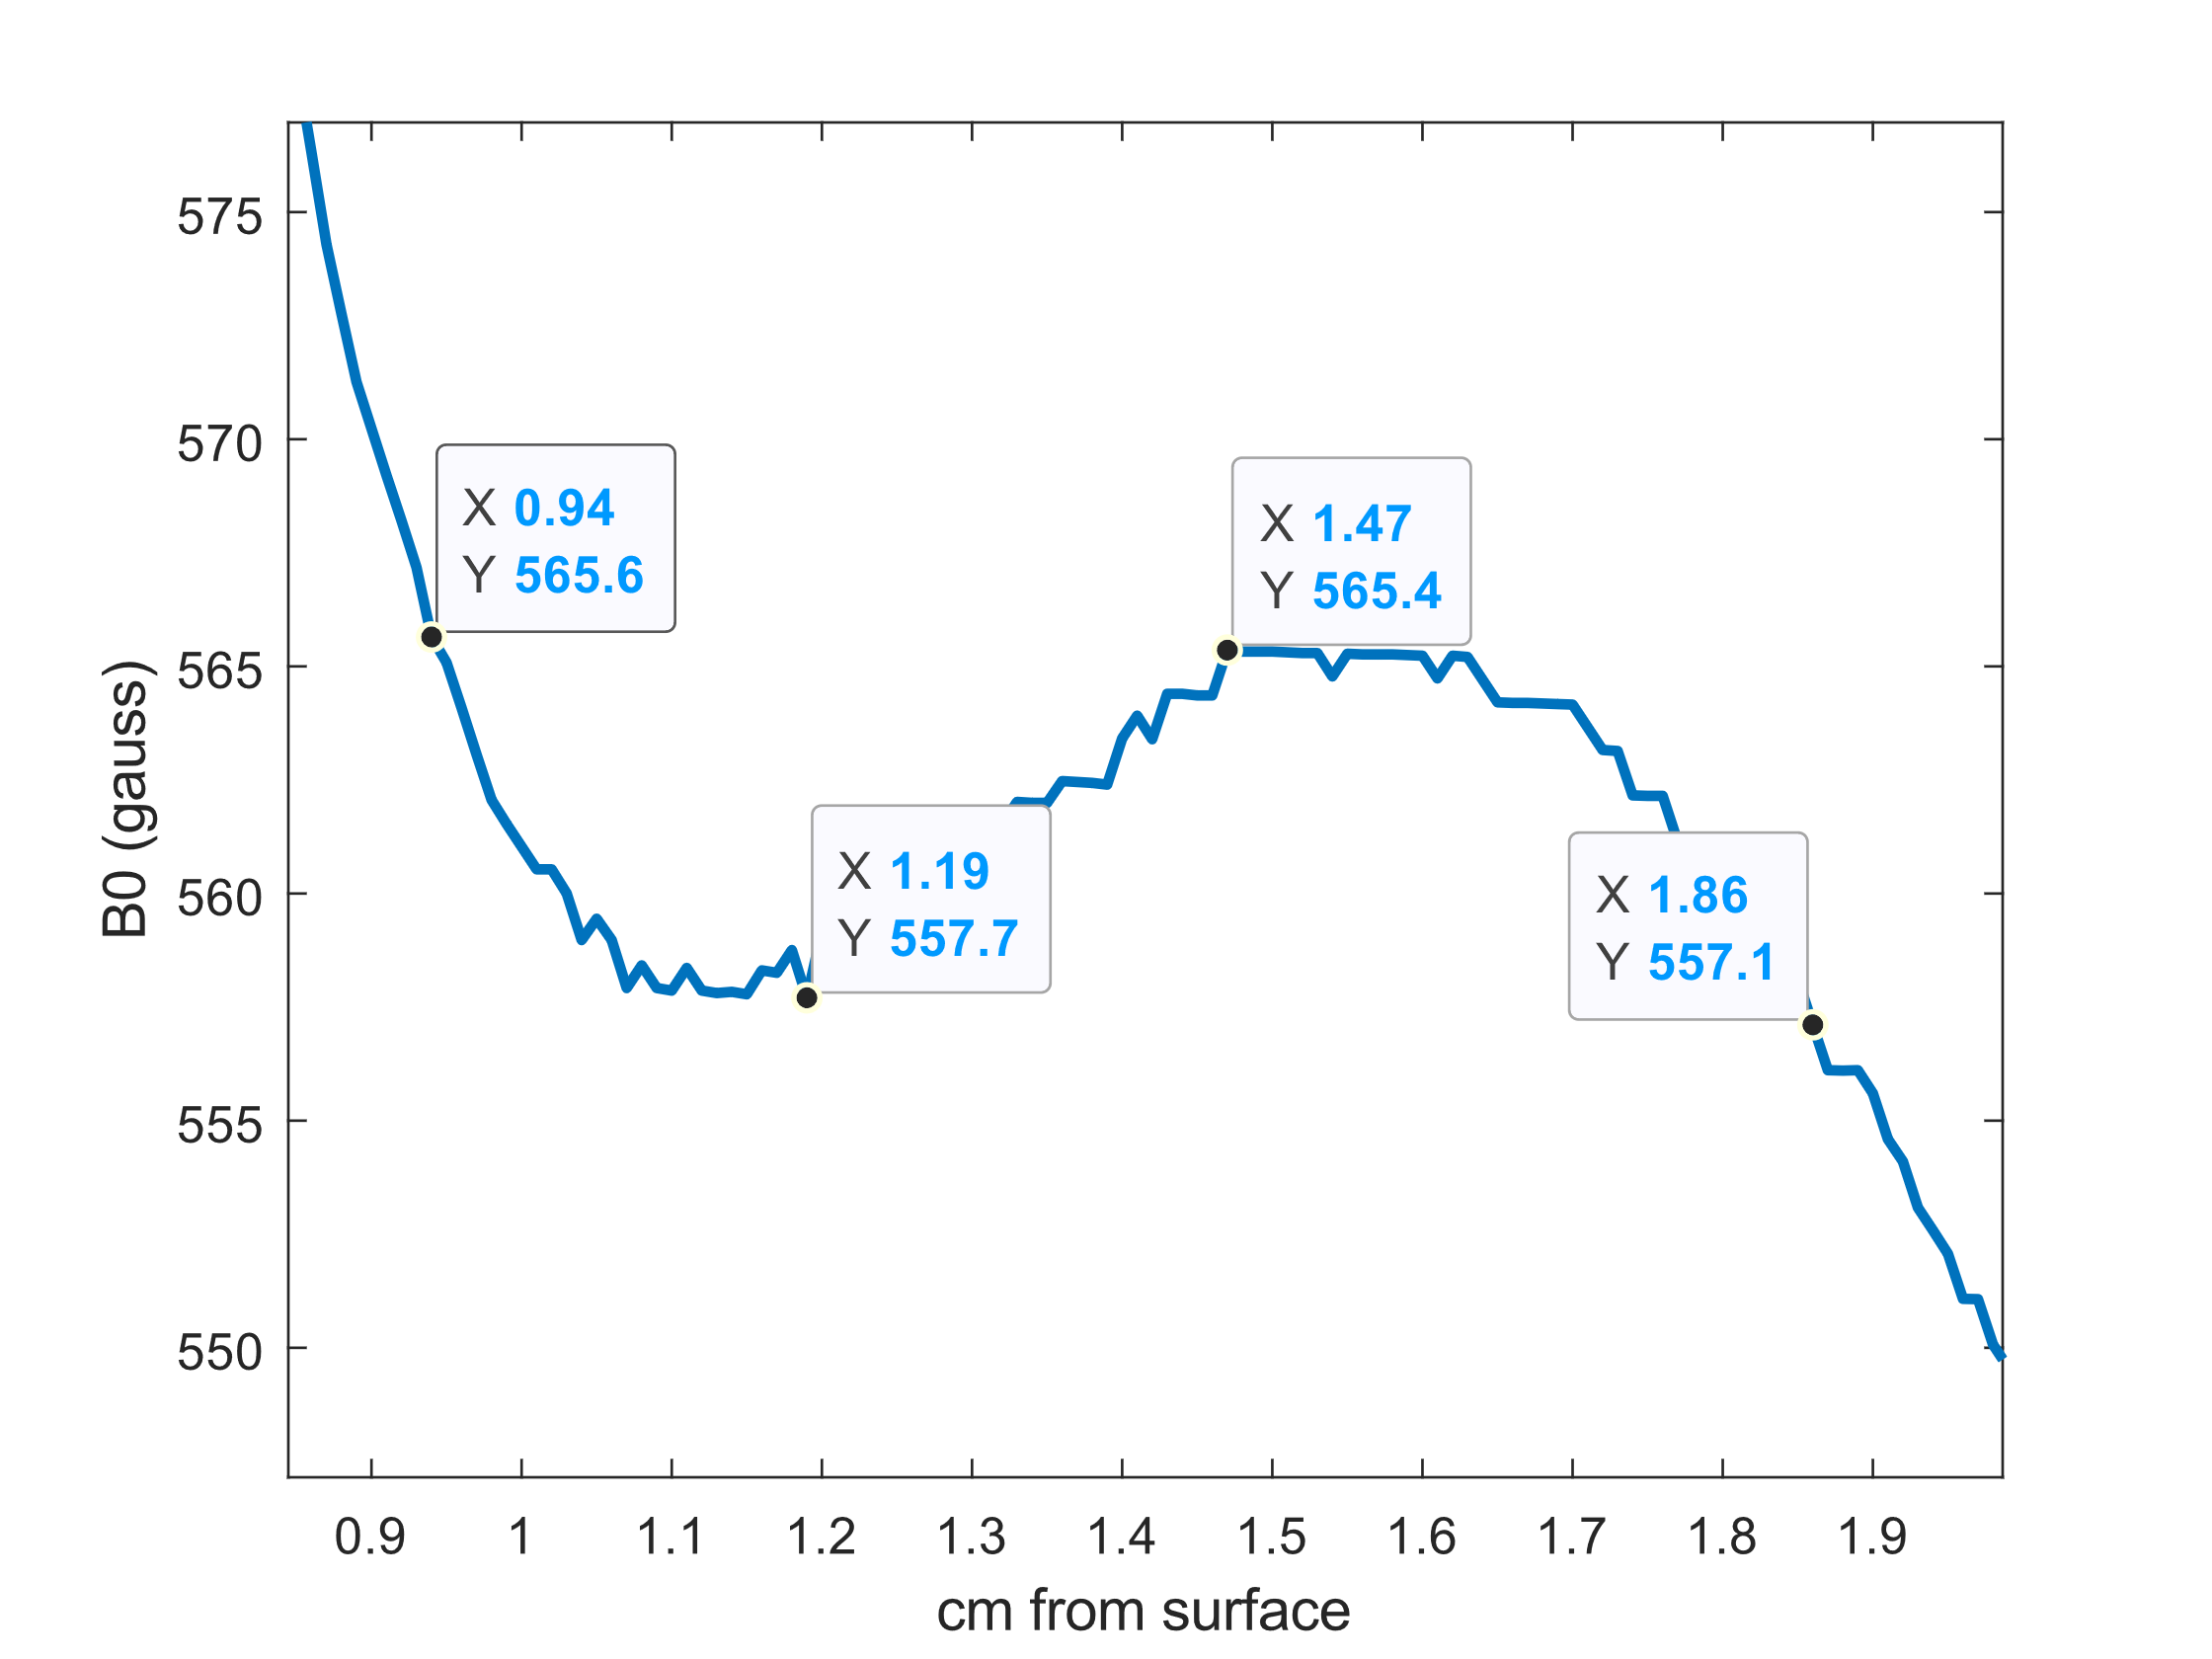 575
570
565
560
555
550
B0 (gauss)
X 0.94
Y 565.6
X 1.47
Y 565.4
X 1.19
Y 557.7
X 1.86
Y 557.1
0.9 1 1.1 1.2 1.3 1.4 1.5 1.6 1.7 1.8 1.9
cm from surface